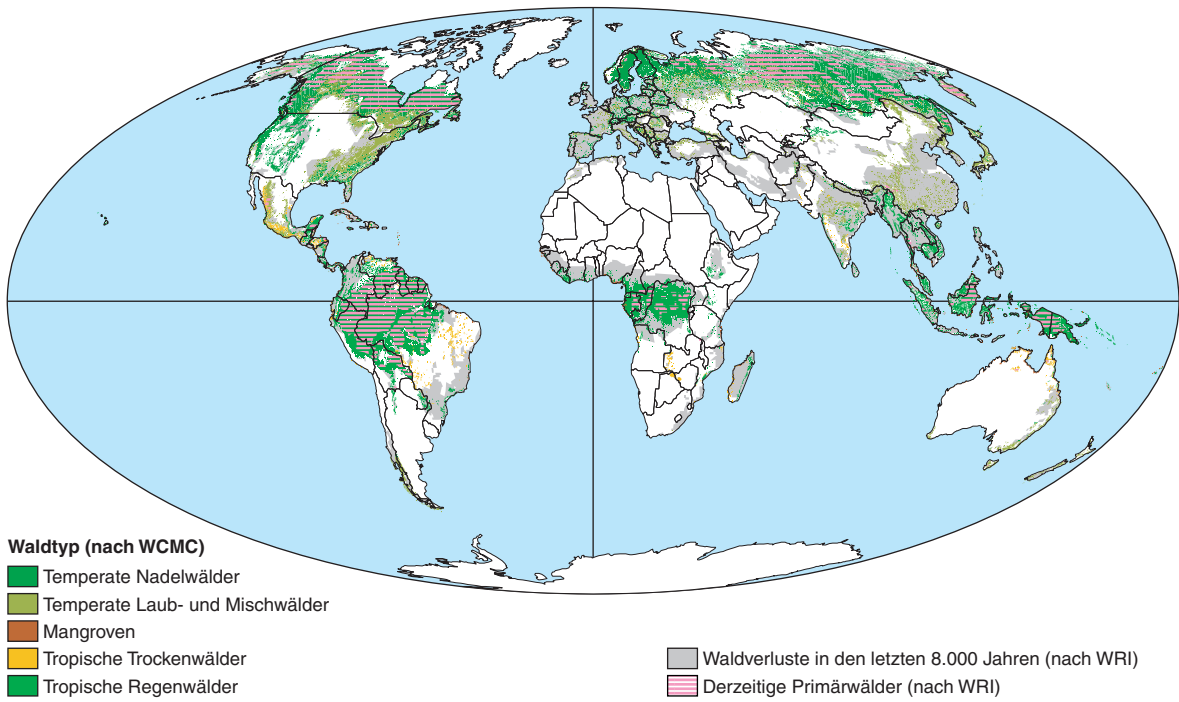 Waldtyp (nach WCMC)
Temperate Nadelwälder
Temperate Laub- und Mischwälder
Mangroven
Tropische Trockenwälder
Tropische Regenwälder
Waldverluste in den letzten 8.000 Jahren (nach WRI)
Derzeitige Primärwälder (nach WRI)